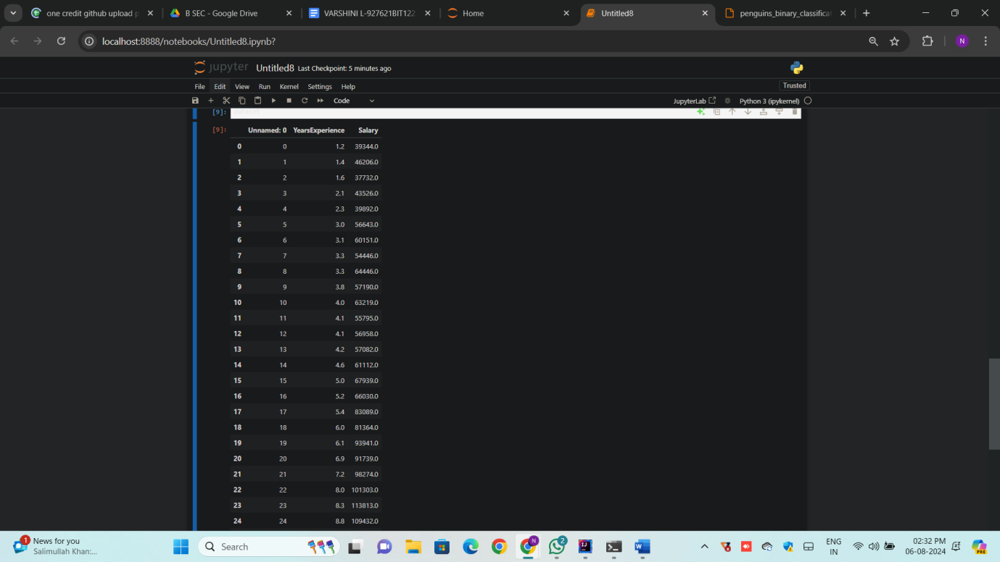 one credit github upload p
B SEC - Google Drive
VARSHINI L-927621BIT122
Home
Untitled8
penguins_binary_classificat
localhost:8888/notebooks/Untitled8.ipynb?
N
jupyter Untitled8 Last Checkpoint: 5 minutes ago
File Edit View Run Kernel Settings Help
Trusted
Code
JupyterLab
Python 3 (ipykernel)
[9]:
[9]:
Unnamed: 0 YearsExperience Salary
0 0 1.2 39344.0
1 1 1.4 46206.0
2 2 1.6 37732.0
3 3 2.1 43526.0
4 4 2.3 39892.0
5 5 3.0 56643.0
6 6 3.1 60151.0
7 7 3.3 54446.0
8 8 3.3 64446.0
9 9 3.8 57190.0
10 10 4.0 63219.0
11 11 4.1 55795.0
12 12 4.1 56958.0
13 13 4.2 57082.0
14 14 4.6 61112.0
15 15 5.0 67939.0
16 16 5.2 66030.0
17 17 5.4 83089.0
18 18 6.0 81364.0
19 19 6.1 93941.0
20 20 6.9 91739.0
21 21 7.2 98274.0
22 22 8.0 101303.0
23 23 8.3 113813.0
24 24 8.8 109432.0
1
News for you
Salimullah Khan:...
Search
N
2
IJ
W
ENG
IN
02:32 PM
06-08-2024
PRE